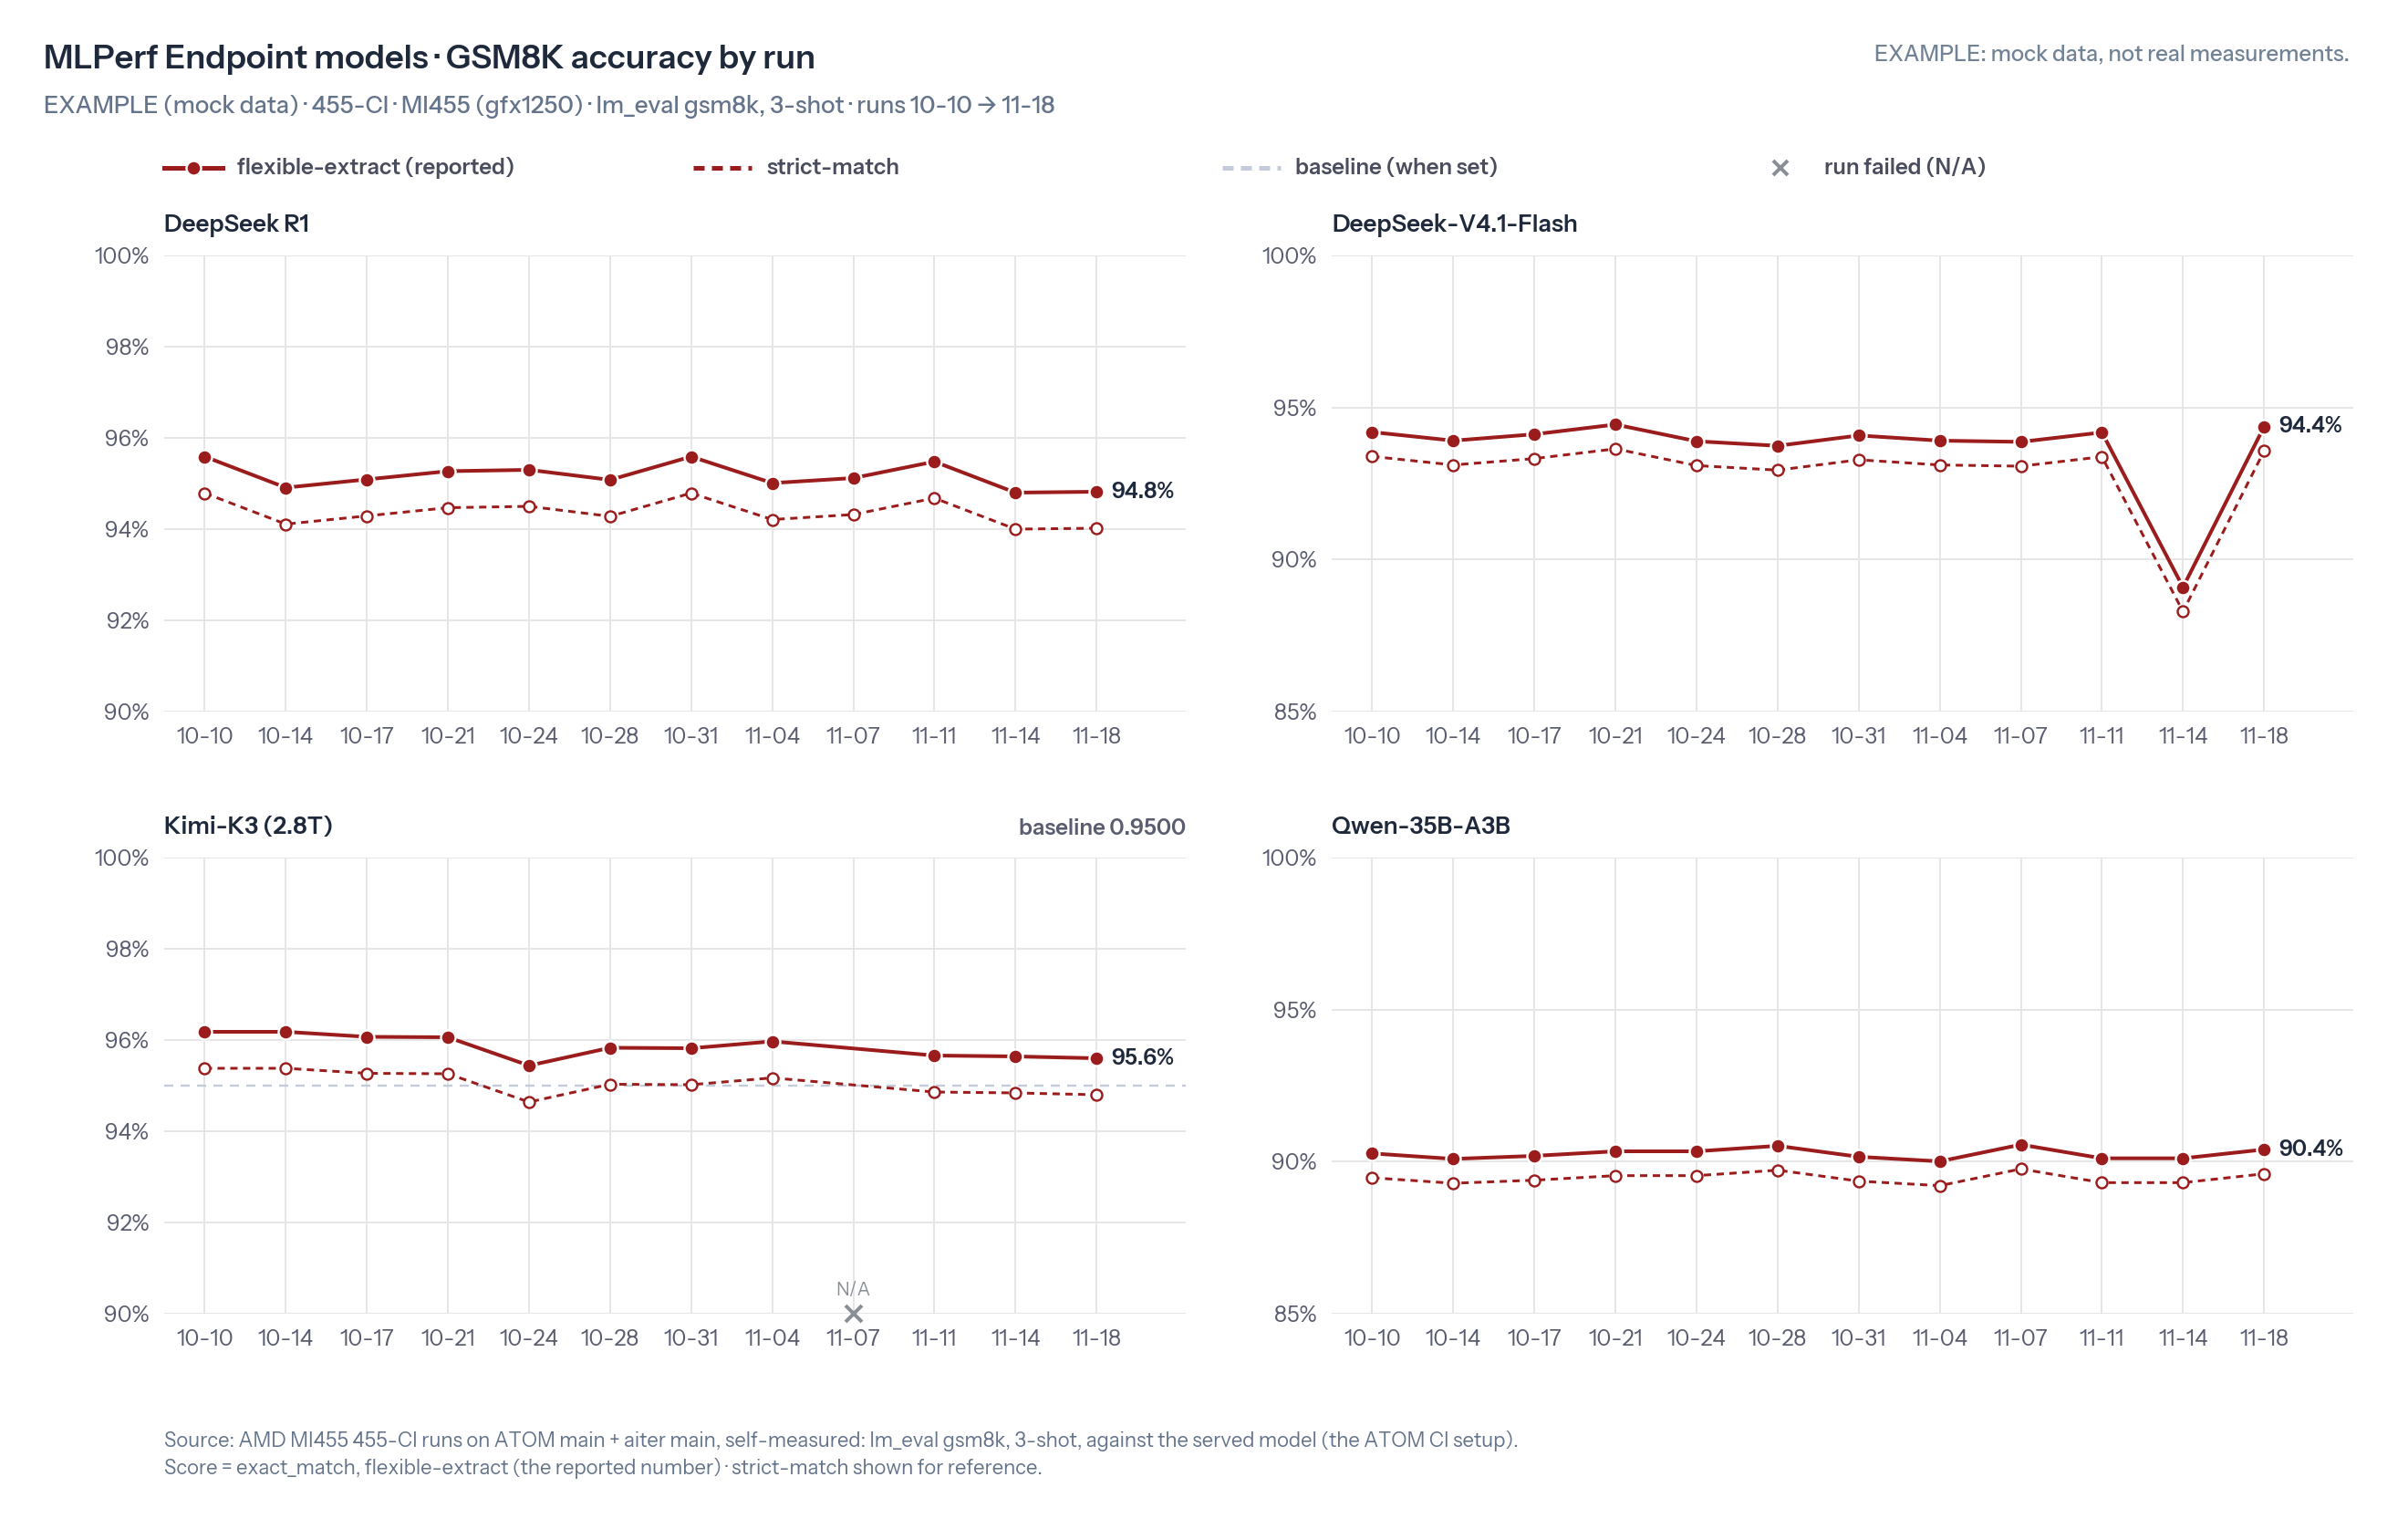 MLPerf Endpoint models · GSM8K accuracy by run
EXAMPLE: mock data, not real measurements.
EXAMPLE (mock data) · 455-CI · MI455 (gfx1250) · lm_eval gsm8k, 3-shot · runs 10-10 → 11-18
flexible-extract (reported)
strict-match
baseline (when set)
run failed (N/A)
DeepSeek R1
100%
98%
96%
94%
92%
90%
94.8%
10-10 10-14 10-17 10-21 10-24 10-28 10-31 11-04 11-07 11-11 11-14 11-18
DeepSeek-V4.1-Flash
100%
95%
90%
85%
94.4%
10-10 10-14 10-17 10-21 10-24 10-28 10-31 11-04 11-07 11-11 11-14 11-18
Kimi-K3 (2.8T)
baseline 0.9500
100%
98%
96%
94%
92%
90%
95.6%
N/A
10-10 10-14 10-17 10-21 10-24 10-28 10-31 11-04 11-07 11-11 11-14 11-18
Qwen-35B-A3B
100%
95%
90%
85%
90.4%
10-10 10-14 10-17 10-21 10-24 10-28 10-31 11-04 11-07 11-11 11-14 11-18
Source: AMD MI455 455-CI runs on ATOM main + aiter main, self-measured: lm_eval gsm8k, 3-shot, against the served model (the ATOM CI setup).
Score = exact_match, flexible-extract (the reported number) · strict-match shown for reference.